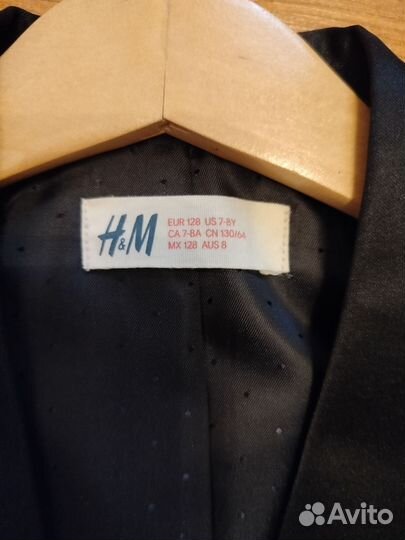 H&M
EUR 128 US 7-8Y
CA 7-8A CN 130/64
MX 128 AUS 8
Avito